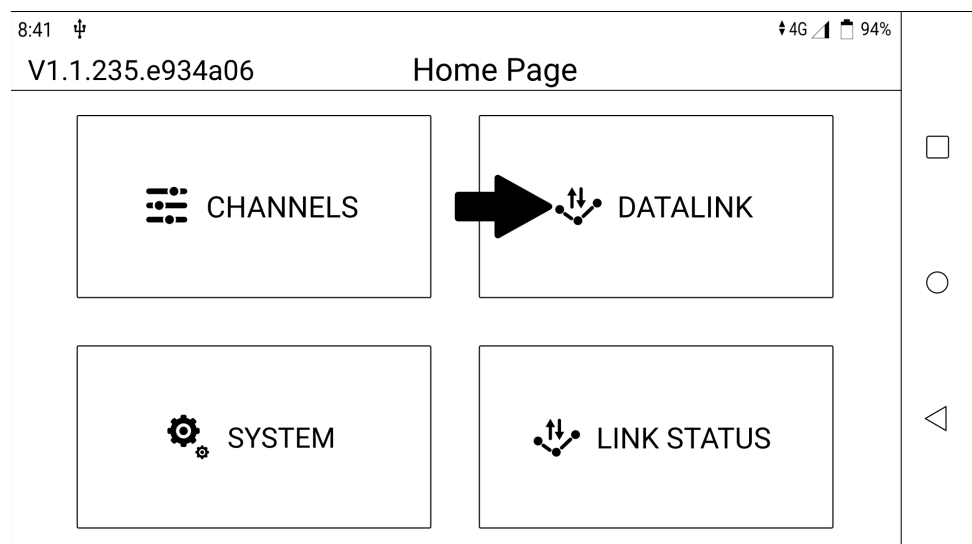 8:41 4G 94%
V1.1.235.e934a06 Home Page
CHANNELS DATALINK
SYSTEM LINK STATUS